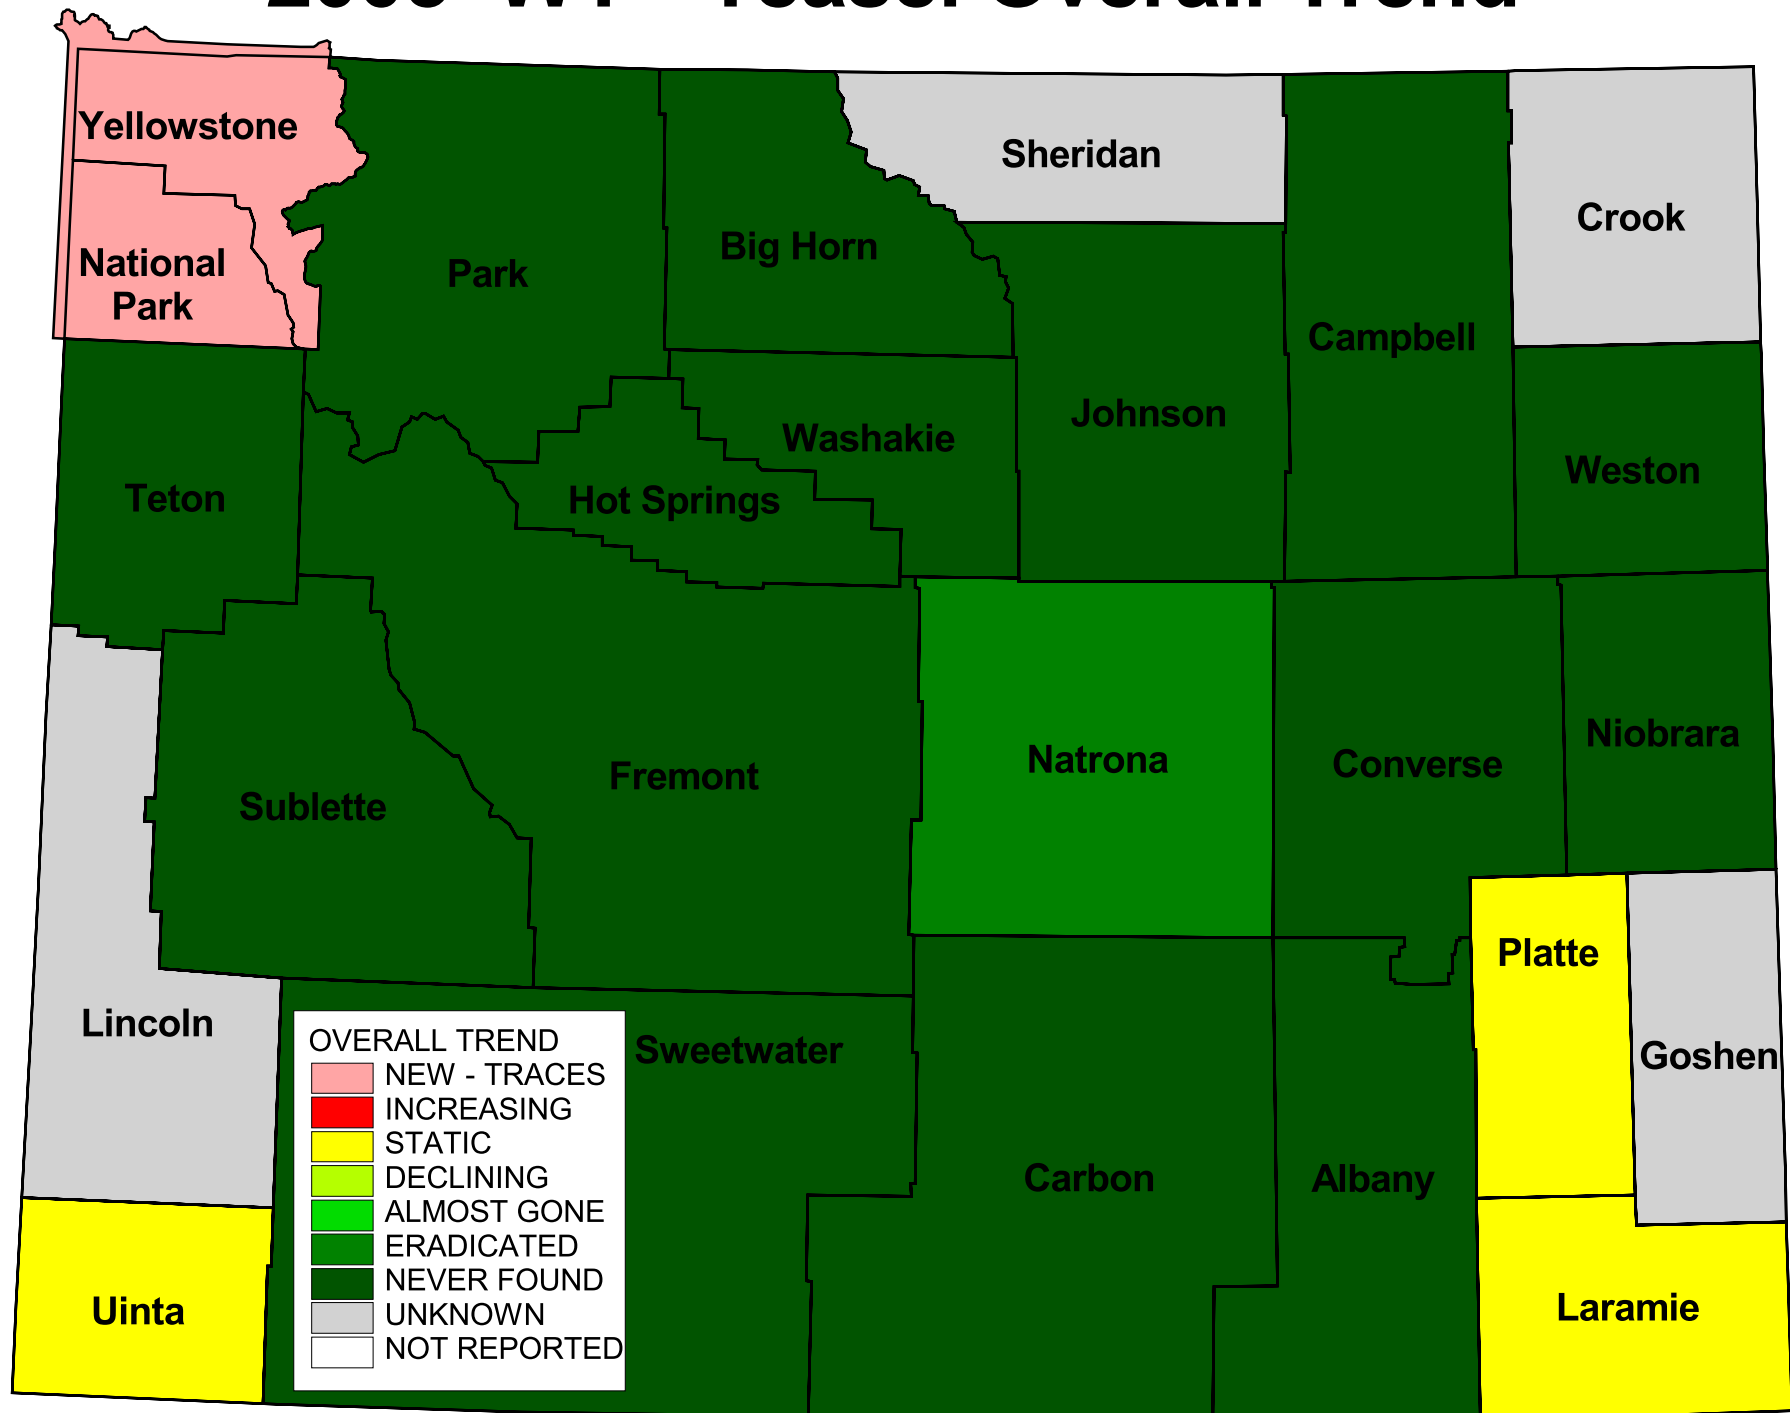 Yellowstone
National
Park
Park
Big Horn
Sheridan
Campbell
Crook
Johnson
Washakie
Hot Springs
Weston
Teton
Fremont
Natrona
Converse
Niobrara
Sublette
Lincoln
Platte
Goshen
Sweetwater
Carbon
Albany
Uinta
Laramie
OVERALL TREND
NEW - TRACES
INCREASING
STATIC
DECLINING
ALMOST GONE
ERADICATED
NEVER FOUND
UNKNOWN
NOT REPORTED